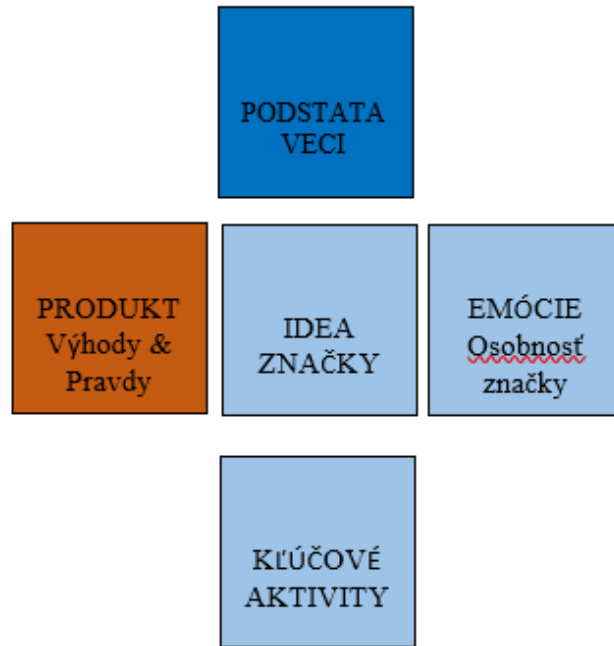 PODSTATA
VECI
PRODUKT
Výhody &
Pravdy
IDEA
ZNAČKY
EMÓCIE
Osobnosť
značky
KĽÚČOVÉ
AKTIVITY